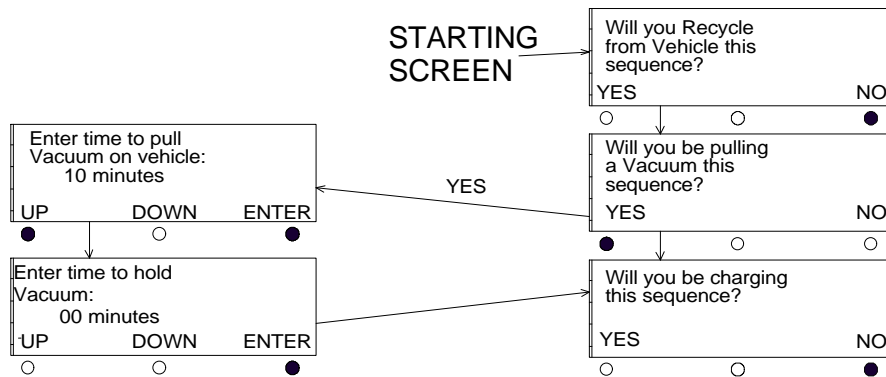 STARTING
SCREEN
Will you Recycle
from Vehicle this
sequence?
YES NO
Will you be pulling
a Vacuum this
sequence?
YES NO
YES
Enter time to pull
Vacuum on vehicle:
10 minutes
UP DOWN ENTER
Enter time to hold
Vacuum:
00 minutes
UP DOWN ENTER
Will you be charging
this sequence?
YES NO